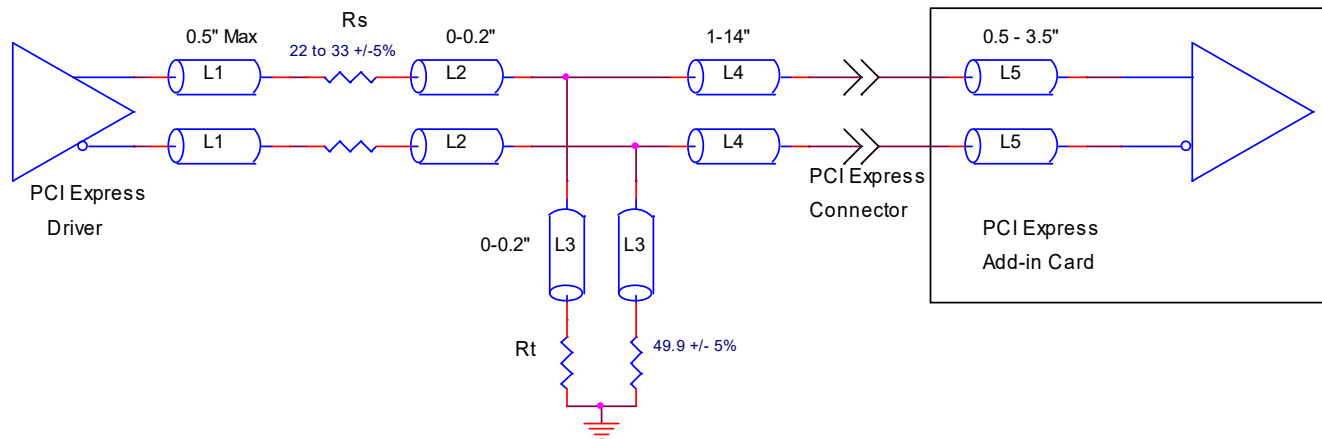 Rs
0.5" Max
22 to 33 +/-5%
0-0.2"
1-14"
0.5 - 3.5"
L1
L2
L4
L5
L1
L2
L4
L5
PCI Express
Driver
PCI Express
Connector
PCI Express
Add-in Card
0-0.2"
L3
L3
Rt
49.9 +/- 5%